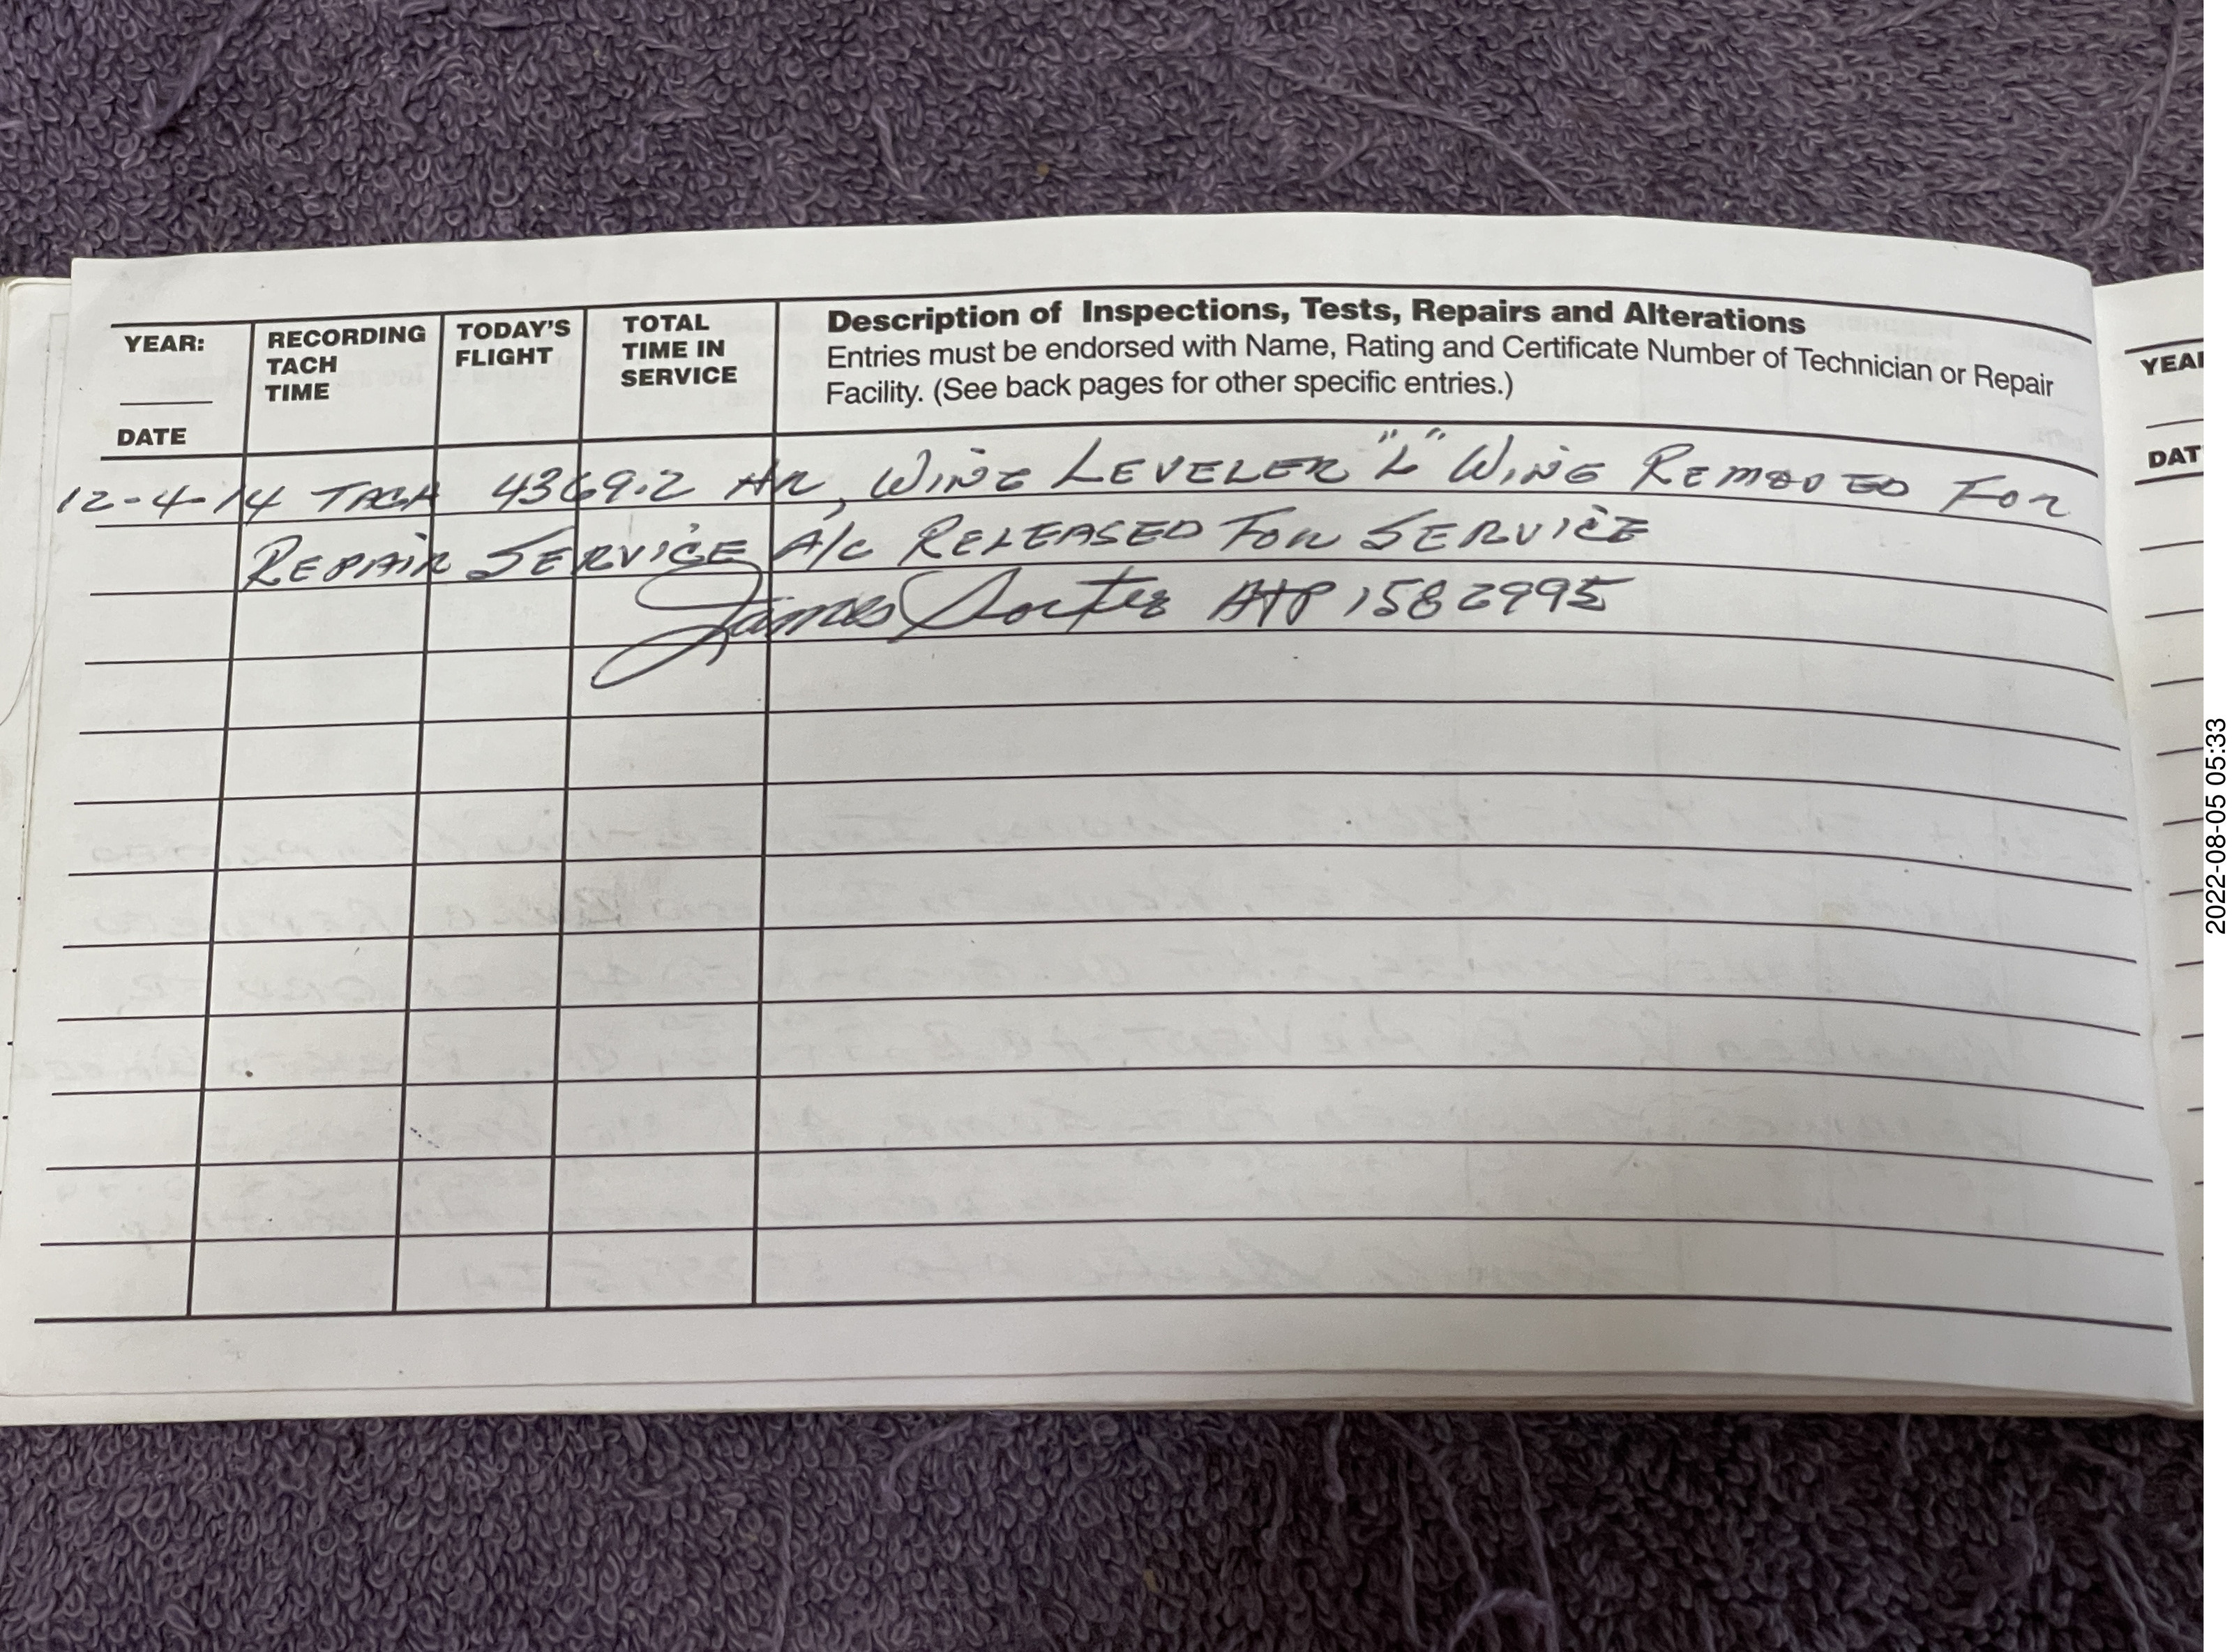 YEAR:
DATE
RECORDING
TACH
TIME
TODAY'S
FLIGHT
TOTAL
TIME IN
SERVICE
Description of Inspections, Tests, Repairs and Alterations
Entries must be endorsed with Name, Rating and Certificate Number of Technician or Repair
Facility. (See back pages for other specific entries.)
12-4-14 TACH 4369.2 HR, WING LEVELER "L" WING REMOVED FOR
REPAIR SERVICE A/C RELEASED FOR SERVICE
James A+P 1582995
YEA
DAT
2022-08-05 05:33